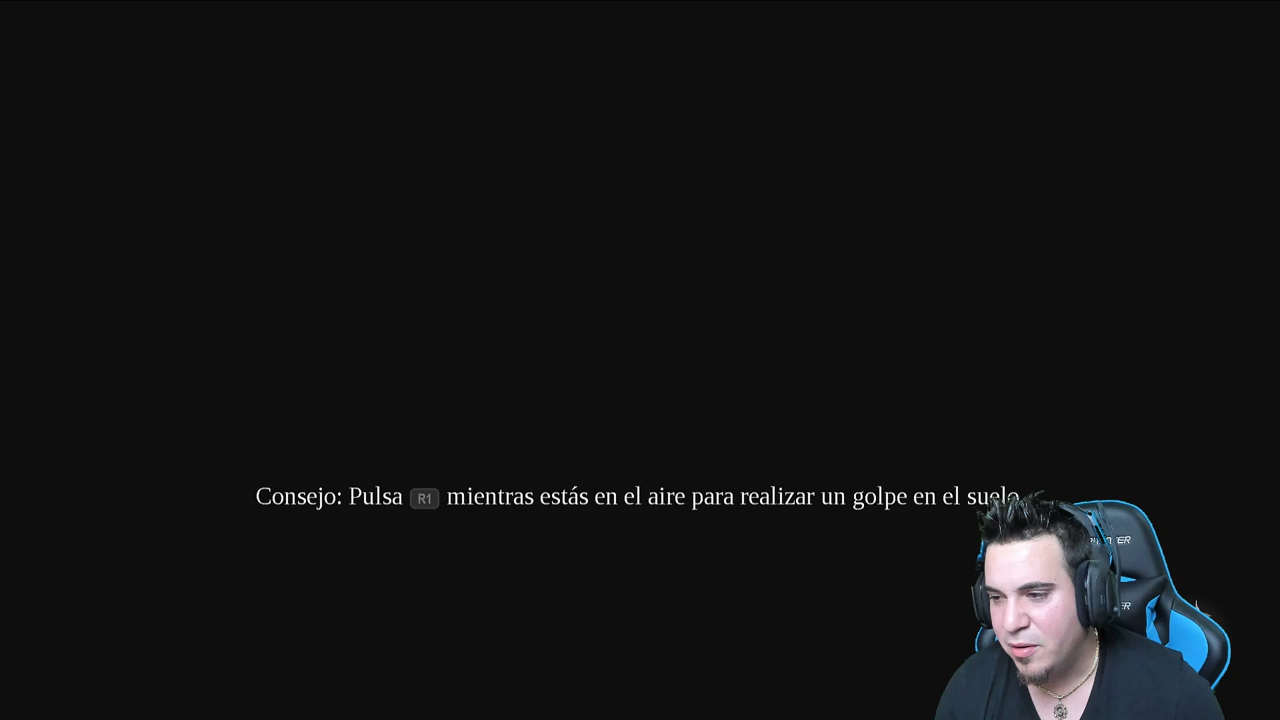 Consejo: Pulsa R1 mientras estás en el aire para realizar un golpe en el suelo